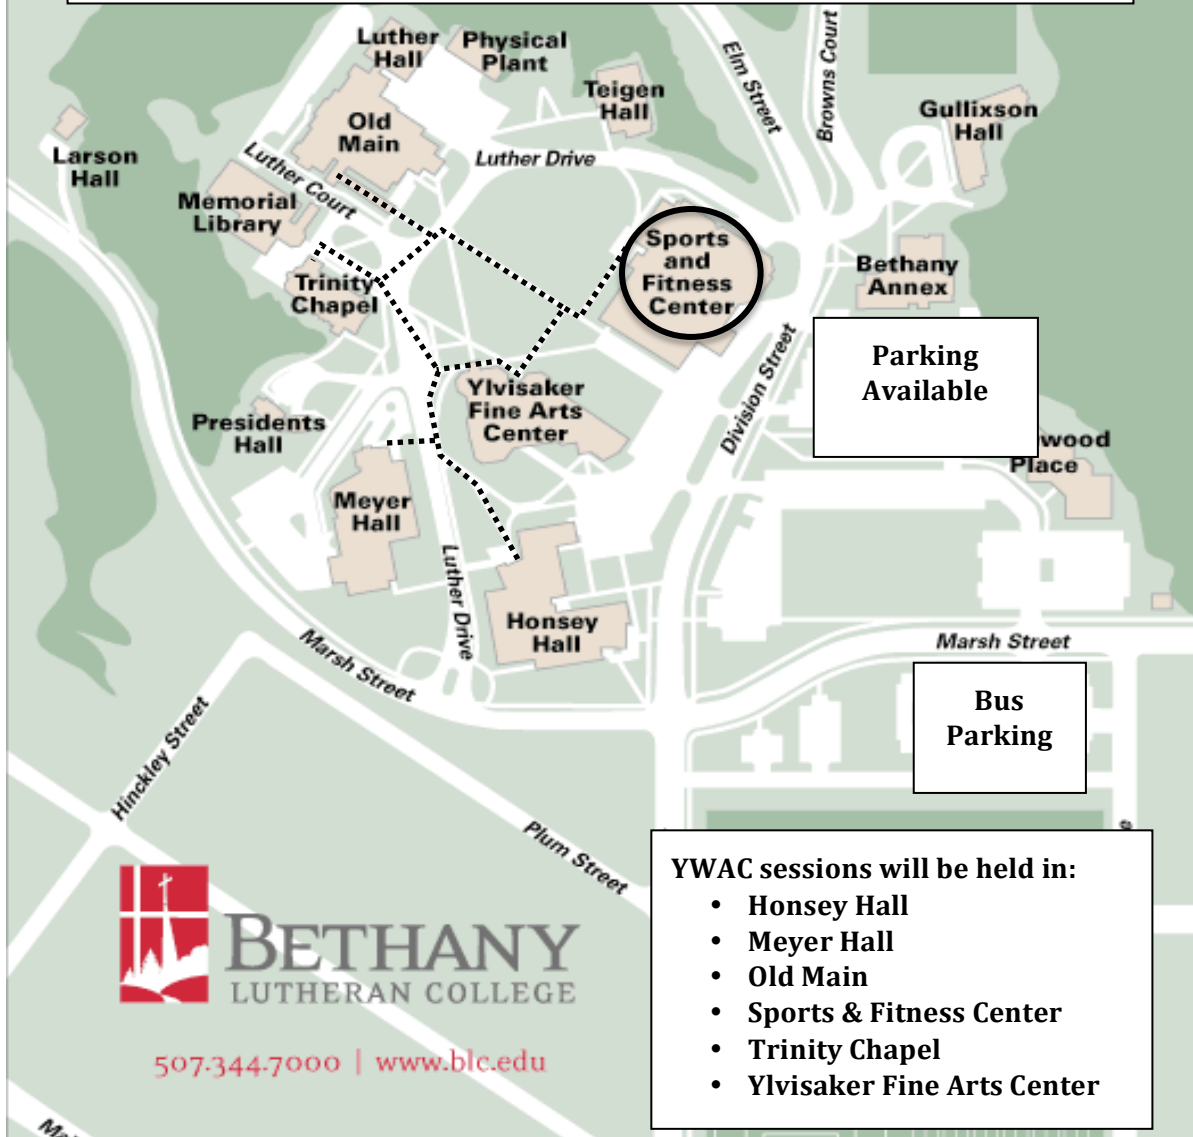 Luther
Hall
Physical
Plant
Elm Street
Browns Court
Teigen
Hall
Gullixson
Hall
Old
Main
Larson
Hall
Luther Drive
Luther Court
Memorial
Library
Sports
and
Fitness
Center
Bethany
Annex
Trinity
Chapel
Parking
Available
Division Street
Ylvisaker
Fine Arts
Center
Presidents
Hall
wood
Place
Meyer
Hall
Luther Drive
Honsey
Hall
Marsh Street
Marsh Street
Bus
Parking
Hinckley Street
Plum Street
YWAC sessions will be held in:
• Honsey Hall
• Meyer Hall
• Old Main
• Sports & Fitness Center
• Trinity Chapel
• Ylvisaker Fine Arts Center
BETHANY
LUTHERAN COLLEGE
507.344.7000 | www.blc.edu